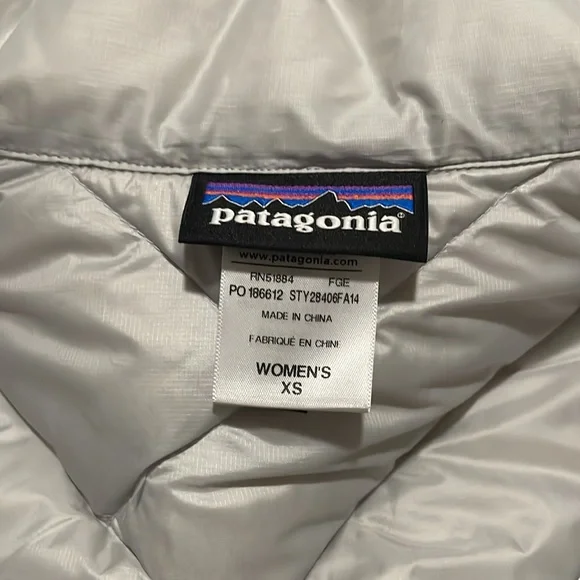 patagonia®
www.patagonia.com
RN51884 FGE
PO 186612 STY28406FA14
MADE IN CHINA
FABRIQUÉ EN CHINE
WOMEN'S
XS